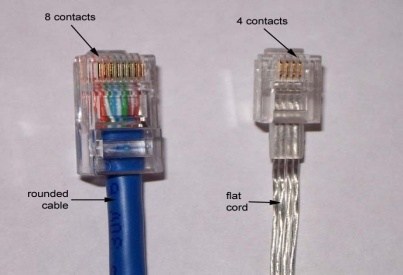 8 contacts
4 contacts
rounded
cable
flat
cord